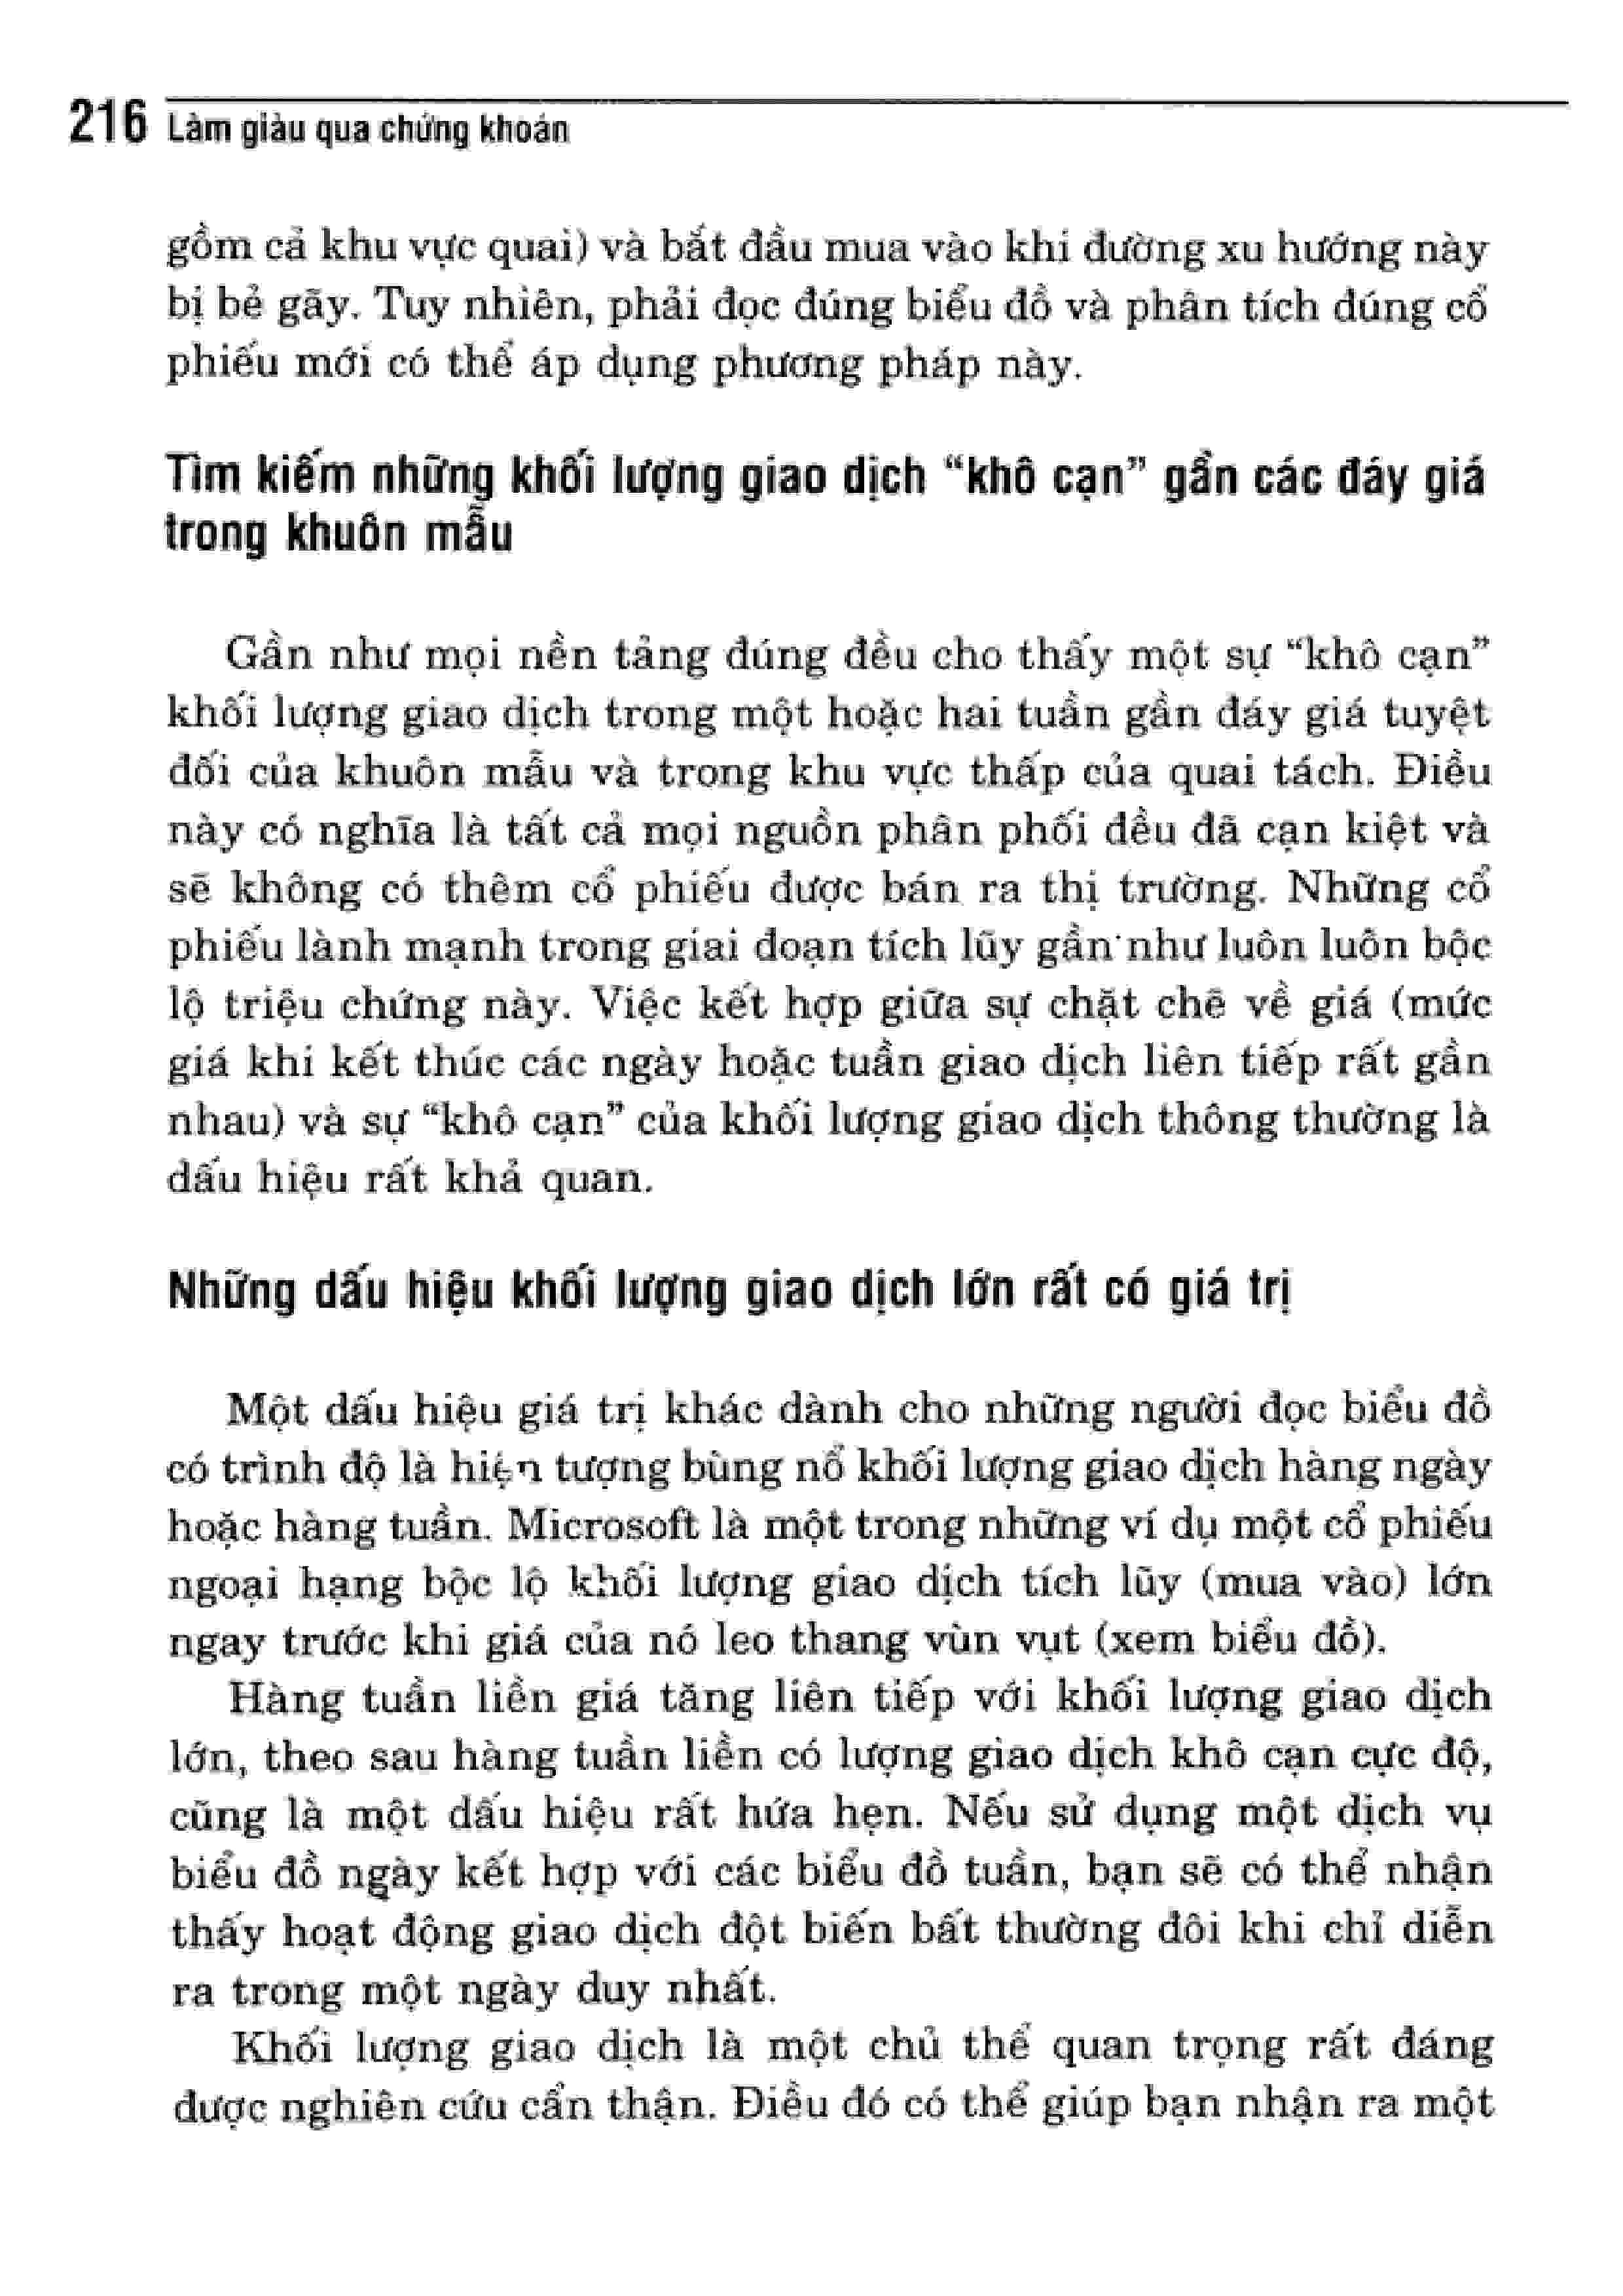 216 Làm giàu qua chứng khoán
gồm cả khu vực quai) và bắt đầu mua vào khi đường xu hướng này
bị bẻ gãy. Tuy nhiên, phải đọc đúng biểu đồ và phân tích đúng cổ
phiếu mới có thể áp dụng phương pháp này.
Tìm kiếm những khối lượng giao dịch “khô cạn” gần các đáy giá
trong khuôn mẫu
Gần như mọi nền tảng đúng đều cho thấy một sự “khô cạn”
khối lượng giao dịch trong một hoặc hai tuần gần đáy giá tuyệt
đối của khuôn mẫu và trong khu vực thấp của quai tách. Điều
này có nghĩa là tất cả mọi nguồn phân phối đều đã cạn kiệt và
sẽ không có thêm cổ phiếu được bán ra thị trường. Những cổ
phiếu lành mạnh trong giai đoạn tích lũy gần như luôn luôn bộc
lộ triệu chứng này. Việc kết hợp giữa sự chặt chẽ về giá (mức
giá khi kết thúc các ngày hoặc tuần giao dịch liên tiếp rất gần
nhau) và sự “khô cạn” của khối lượng giao dịch thông thường là
dấu hiệu rất khả quan.
Những dấu hiệu khối lượng giao dịch lớn rất có giá trị
Một dấu hiệu giá trị khác dành cho những người đọc biểu đồ
có trình độ là hiện tượng bùng nổ khối lượng giao dịch hàng ngày
hoặc hàng tuần. Microsoft là một trong những ví dụ một cổ phiếu
ngoại hạng bộc lộ khối lượng giao dịch tích lũy (mua vào) lớn
ngay trước khi giá của nó leo thang vùn vụt (xem biểu đồ).
Hàng tuần liền giá tăng liên tiếp với khối lượng giao dịch
lớn, theo sau hàng tuần liền có lượng giao dịch khô cạn cực độ,
cũng là một dấu hiệu rất hứa hẹn. Nếu sử dụng một dịch vụ
biểu đồ ngày kết hợp với các biểu đồ tuần, bạn sẽ có thể nhận
thấy hoạt động giao dịch đột biến bất thường đôi khi chỉ diễn
ra trong một ngày duy nhất.
Khối lượng giao dịch là một chủ thể quan trọng rất đáng
được nghiên cứu cẩn thận. Điều đó có thể giúp bạn nhận ra một